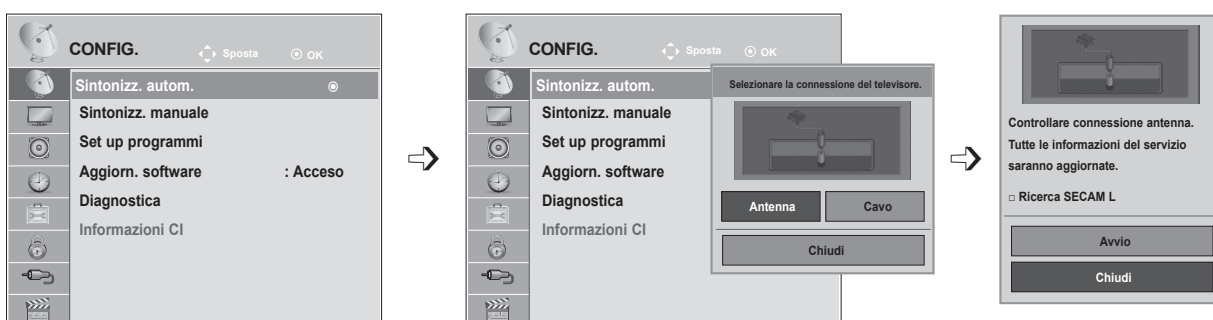 CONFIG.
Sposta
OK
Sintonizz. autom.
Sintonizz. manuale
Set up programmi
Aggiorn. software : Acceso
Diagnostica
Informazioni CI
CONFIG.
Sposta
OK
Sintonizz. autom.
Sintonizz. manuale
Set up programmi
Aggiorn. software
Diagnostica
Informazioni CI
Selezionare la connessione del televisore.
Antenna
Cavo
Chiudi
Controllare connessione antenna.
Tutte le informazioni del servizio
saranno aggiornate.
□ Ricerca SECAM L
Avvio
Chiudi